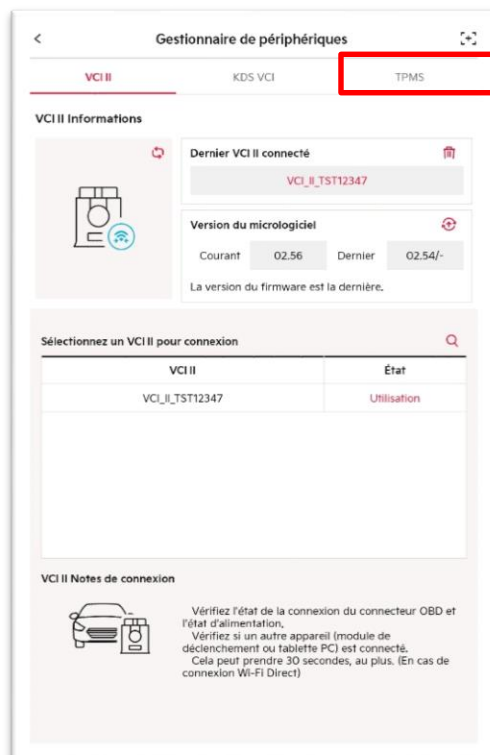 Gestionnaire de périphériques
VCI II
KDS VCI
TPMS
VCI II Informations
Dernier VCI II connecté
VCI_II_TST12347
Version du micrologiciel
Courant 02.56 Dernier 02.54/-
La version du firmware est la dernière.
Sélectionnez un VCI II pour connexion
VCI II État
VCI_II_TST12347 Utilisation
VCI II Notes de connexion
Vérifiez l'état de la connexion du connecteur OBD et
l'état d'alimentation.
Vérifiez si un autre appareil (module de
déclenchement ou tablette PC) est connecté.
Cela peut prendre 30 secondes, au plus. (En cas de
connexion Wi-Fi Direct)